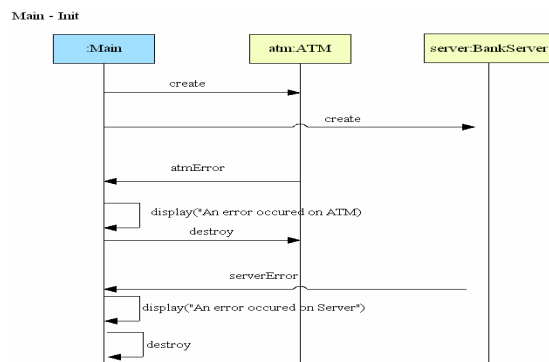 Main - Init
:Main
atm:ATM
server:BankServer
create
create
atmError
display("An error occured on ATM)
destroy
serverError
display("An error occured on Server")
destroy